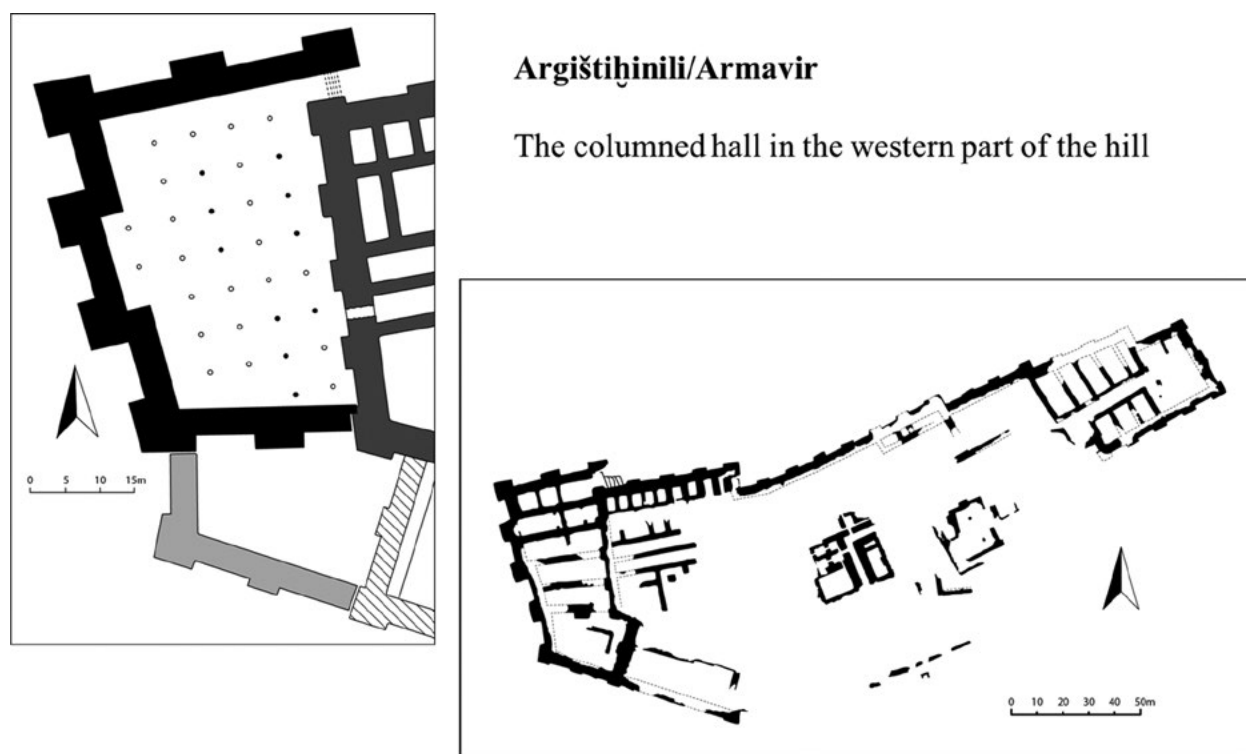 Argištiḫinili/Armavir
The columned hall in the western part of the hill
0 5 10 15m
0 10 20 30 40 50m